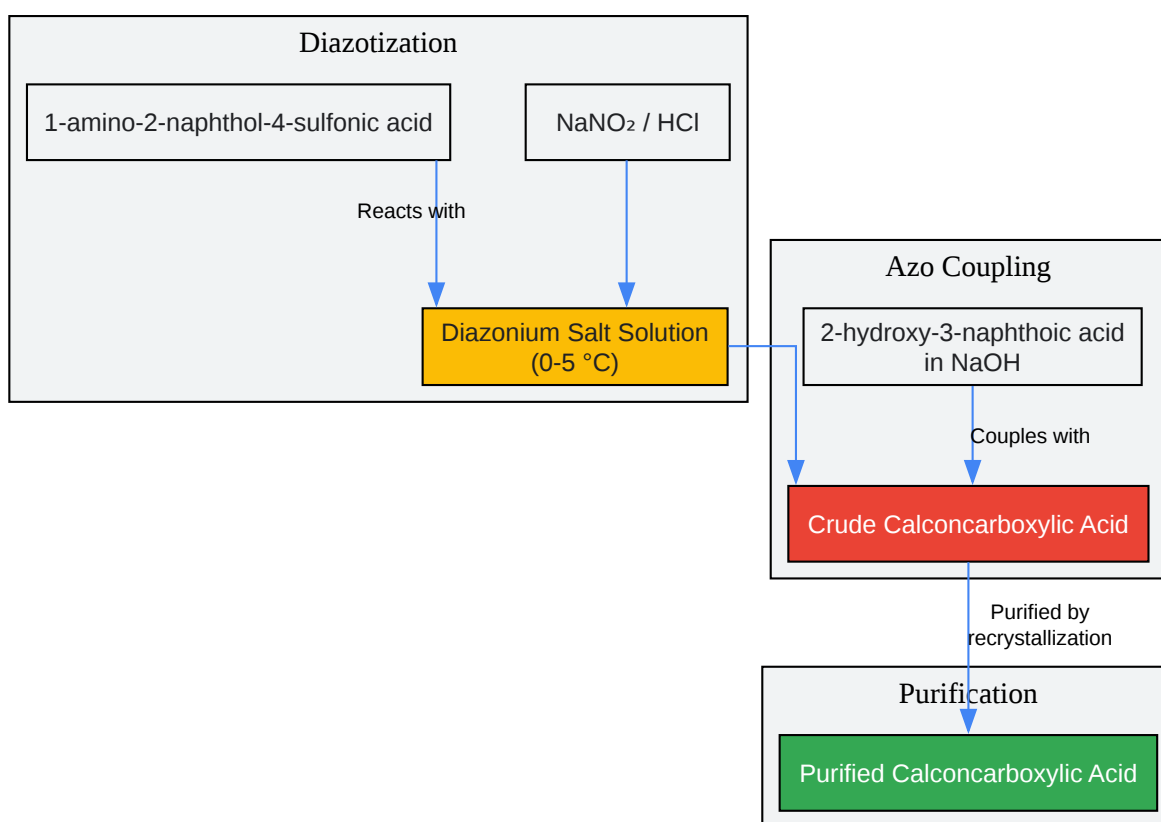 Diazotization
1-amino-2-naphthol-4-sulfonic acid
NaNO₂ / HCl
Reacts with
Azo Coupling
Diazonium Salt Solution
(0-5 °C)
2-hydroxy-3-naphthoic acid
in NaOH
Couples with
Crude Calconcarboxylic Acid
Purified by
recrystallization
Purification
Purified Calconcarboxylic Acid